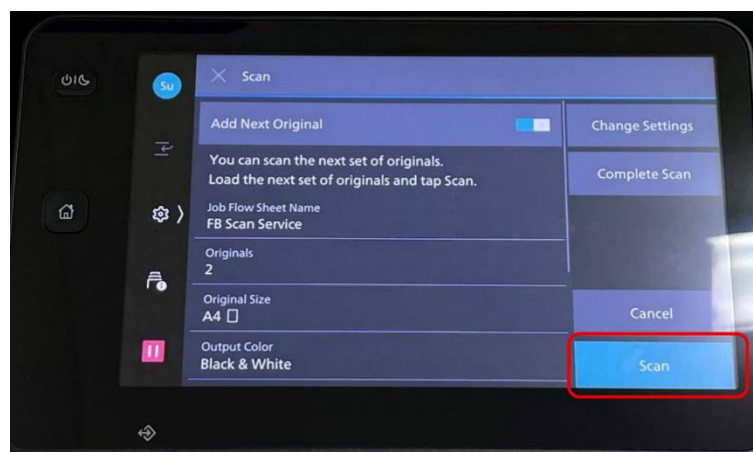 Su
Scan
Add Next Original
You can scan the next set of originals.
Load the next set of originals and tap Scan.
Job Flow Sheet Name
FB Scan Service
Originals
2
Original Size
A4
Output Color
Black & White
Change Settings
Complete Scan
Cancel
Scan